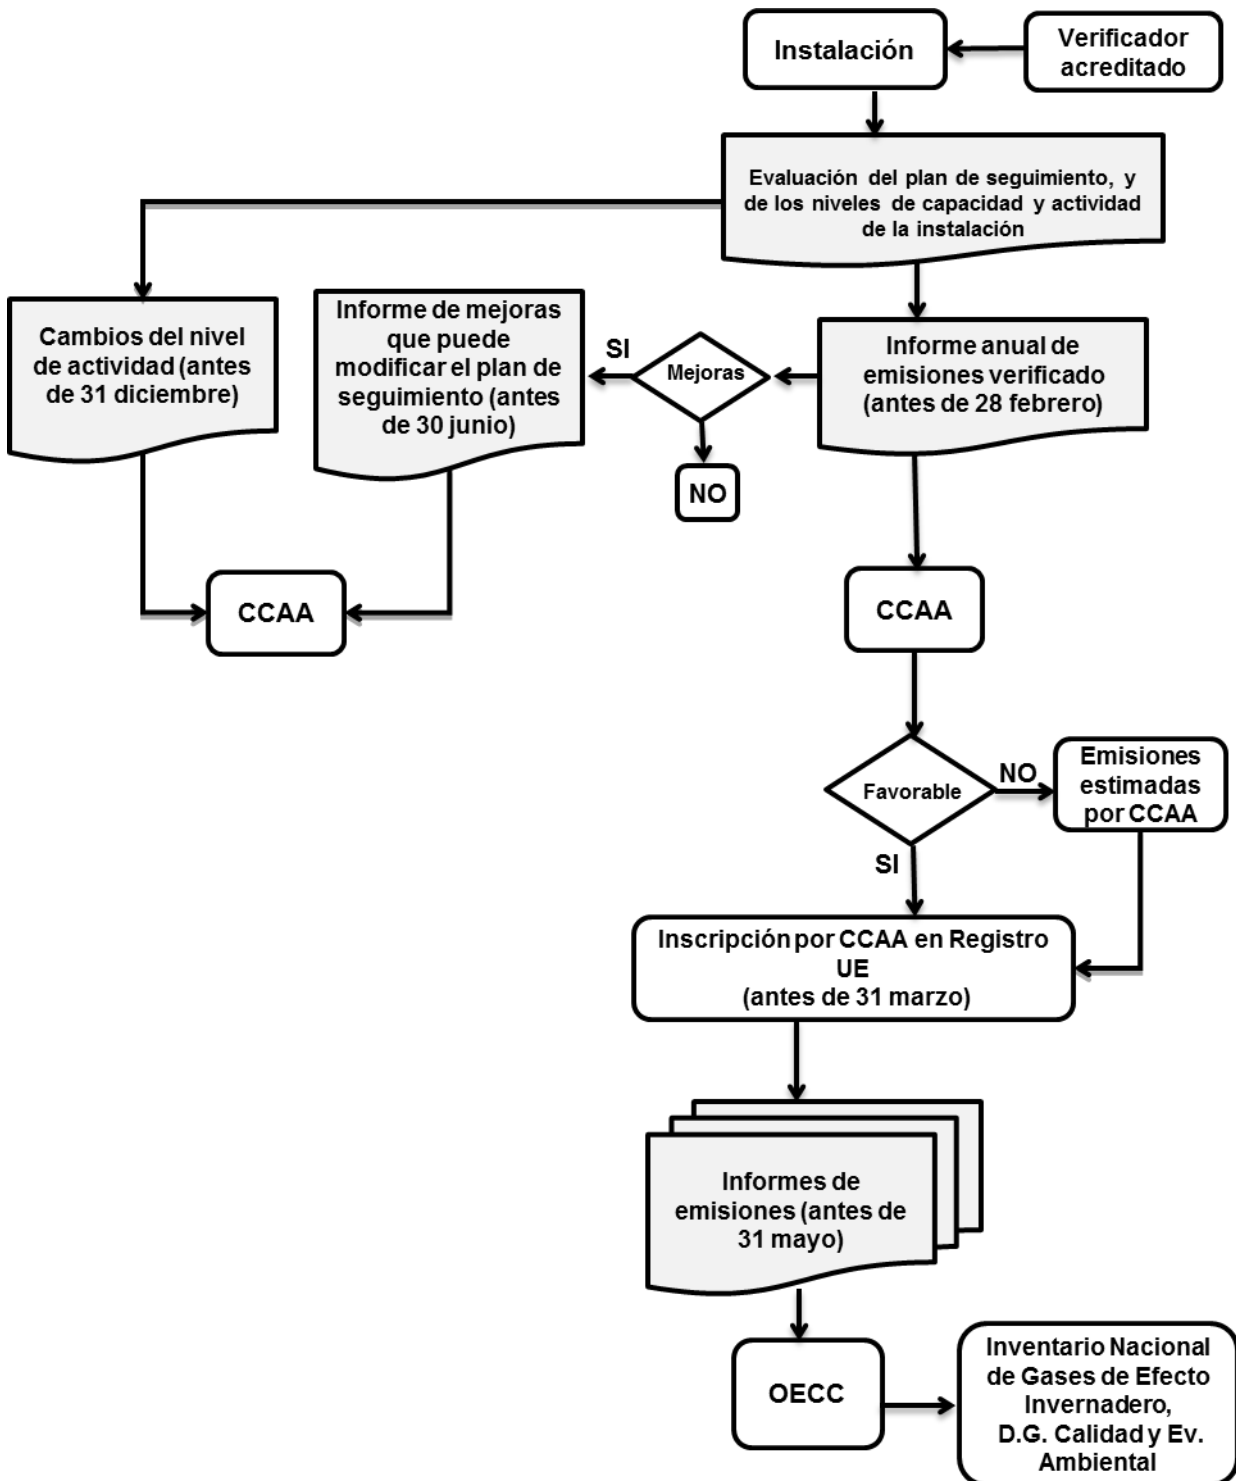 Instalación
Verificador
acreditado
Evaluación del plan de seguimiento, y
de los niveles de capacidad y actividad
de la instalación
Cambios del nivel
de actividad (antes
de 31 diciembre)
Informe de mejoras
que puede
modificar el plan de
seguimiento (antes
de 30 junio)
SI
Mejoras
NO
Informe anual de
emisiones verificado
(antes de 28 febrero)
CCAA
CCAA
Favorable
NO
Emisiones
estimadas
por CCAA
SI
Inscripción por CCAA en Registro
UE
(antes de 31 marzo)
Informes de
emisiones (antes de
31 mayo)
OECC
Inventario Nacional
de Gases de Efecto
Invernadero,
D.G. Calidad y Ev.
Ambiental